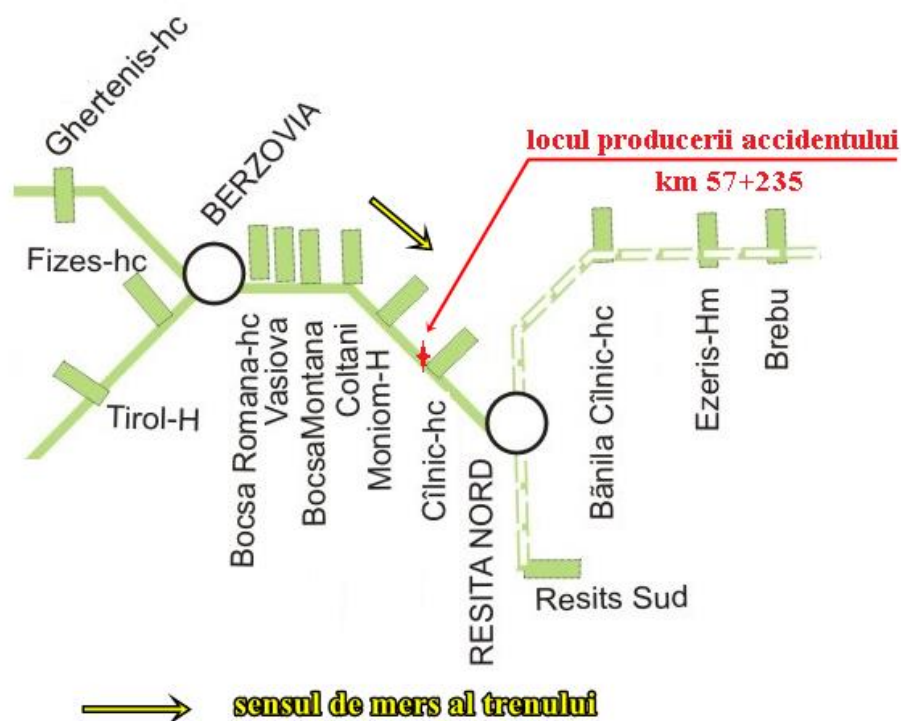 Ghertenis-hc
BERZOVIA
locul producerii accidentului
km 57+235
Fizes-hc
Tirol-H
Bocsa Romana-hc
Vasiova
BocsaMontana
Coltani
Moniom-H
Cîlnic-hc
RESITA NORD
Bãnila Cîlnic-hc
Ezeris-Hm
Brebu
Resits Sud
sensul de mers al trenului